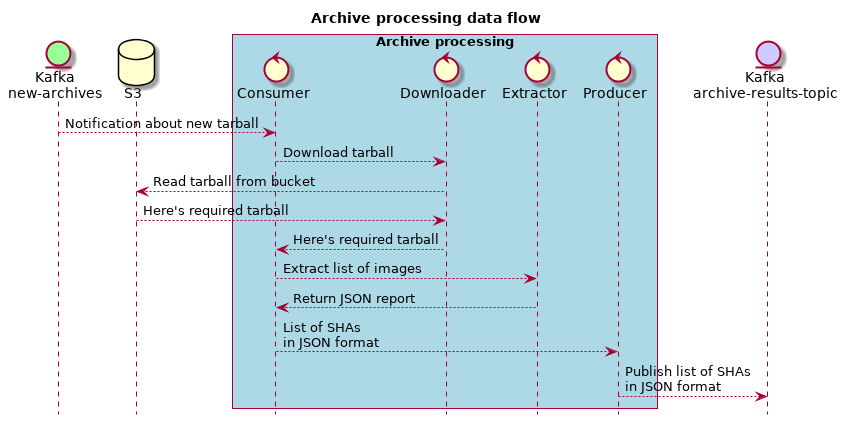 Archive processing data flow
Archive processing
Kafka
new-archives
S3
Consumer
Downloader
Extractor
Producer
Kafka
archive-results-topic
Notification about new tarball
Download tarball
Read tarball from bucket
Here's required tarball
Here's required tarball
Extract list of images
Return JSON report
List of SHAs
in JSON format
Publish list of SHAs
in JSON format